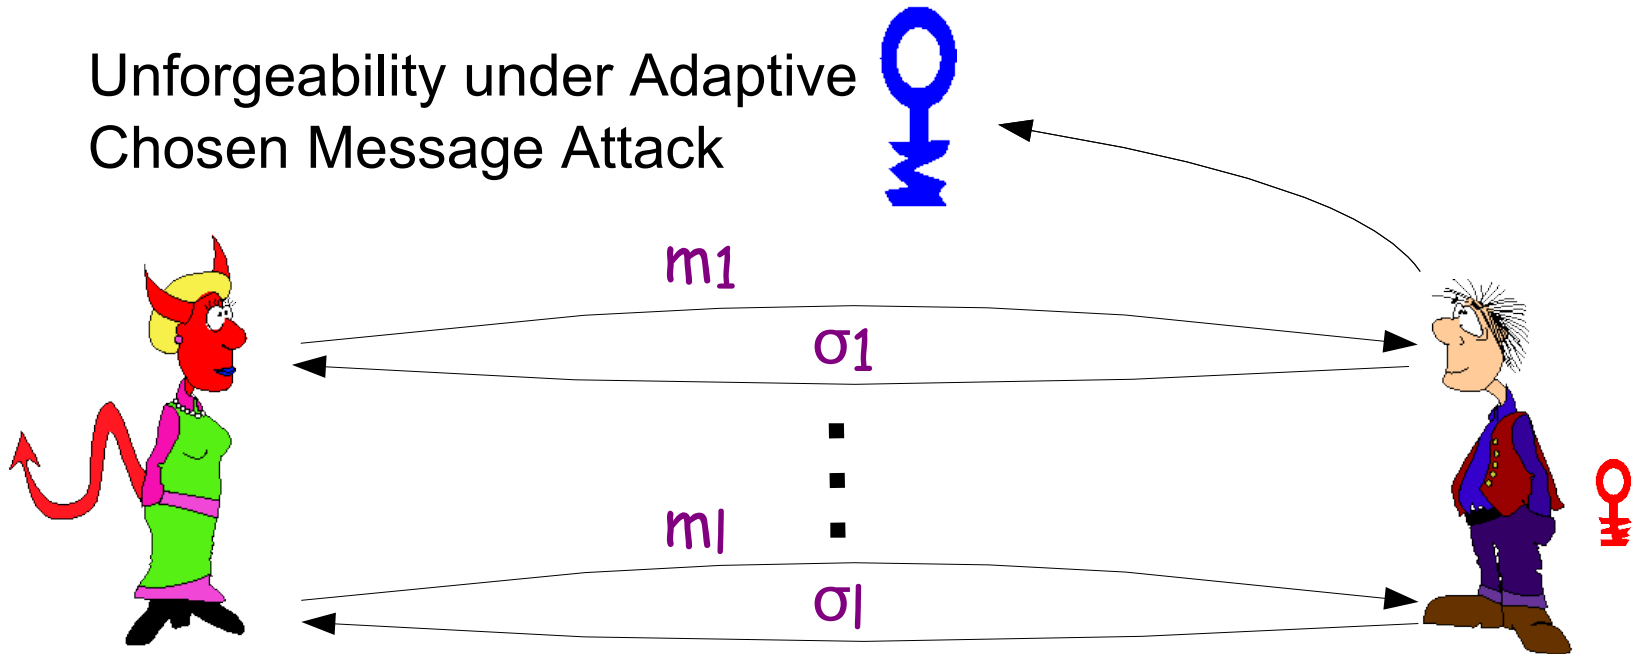 Unforgeability under Adaptive
Chosen Message Attack
m1
σ1
ml
σl